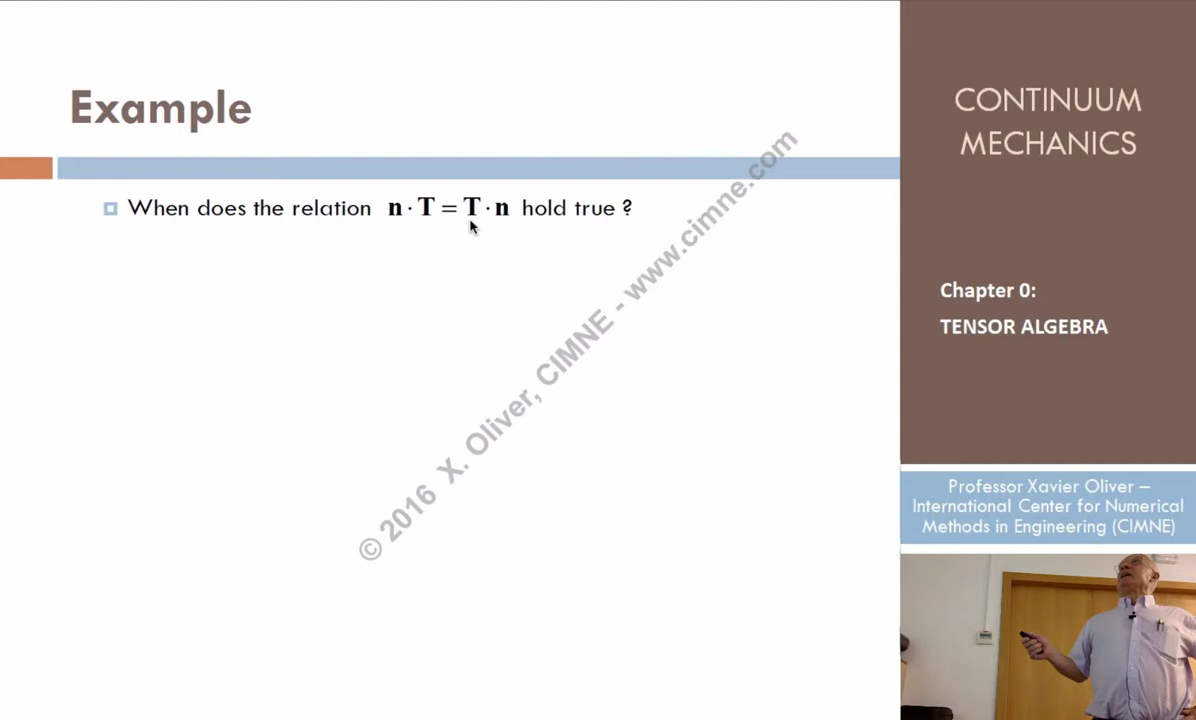 Example
When does the relation n · T = T · n hold true ?
© 2016 X. Oliver, CIMNE - www.cimne.com
CONTINUUM
MECHANICS
Chapter 0:
TENSOR ALGEBRA
Professor Xavier Oliver –
International Center for Numerical
Methods in Engineering (CIMNE)